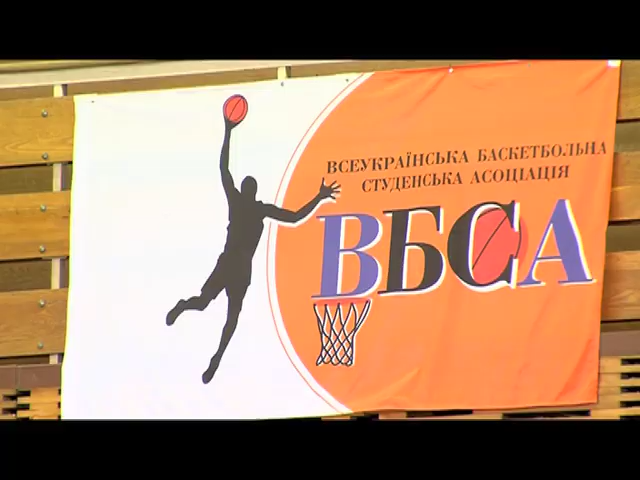 ВСЕУКРАЇНСЬКА БАСКЕТБОЛЬНА
СТУДЕНСЬКА АСОЦІАЦІЯ
ВБСА